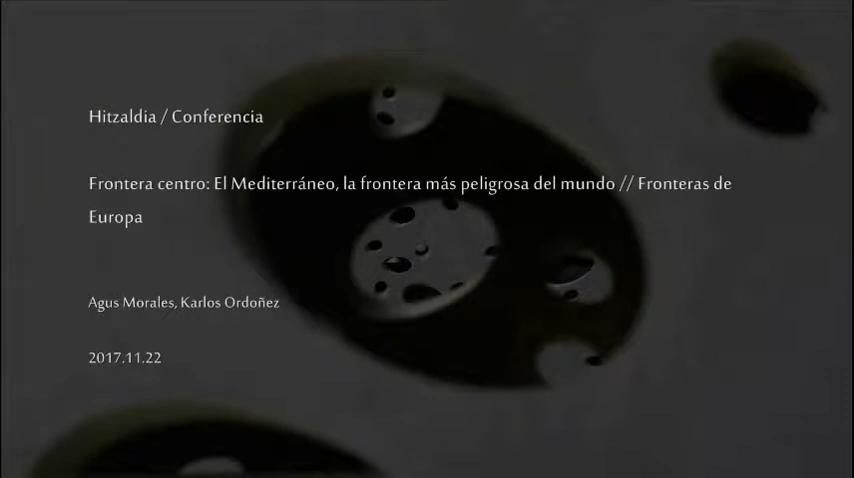 Hitzaldia / Conferencia
Frontera centro: El Mediterráneo, la frontera más peligrosa del mundo // Fronteras de
Europa
Agus Morales, Karlos Ordoñez
2017.11.22